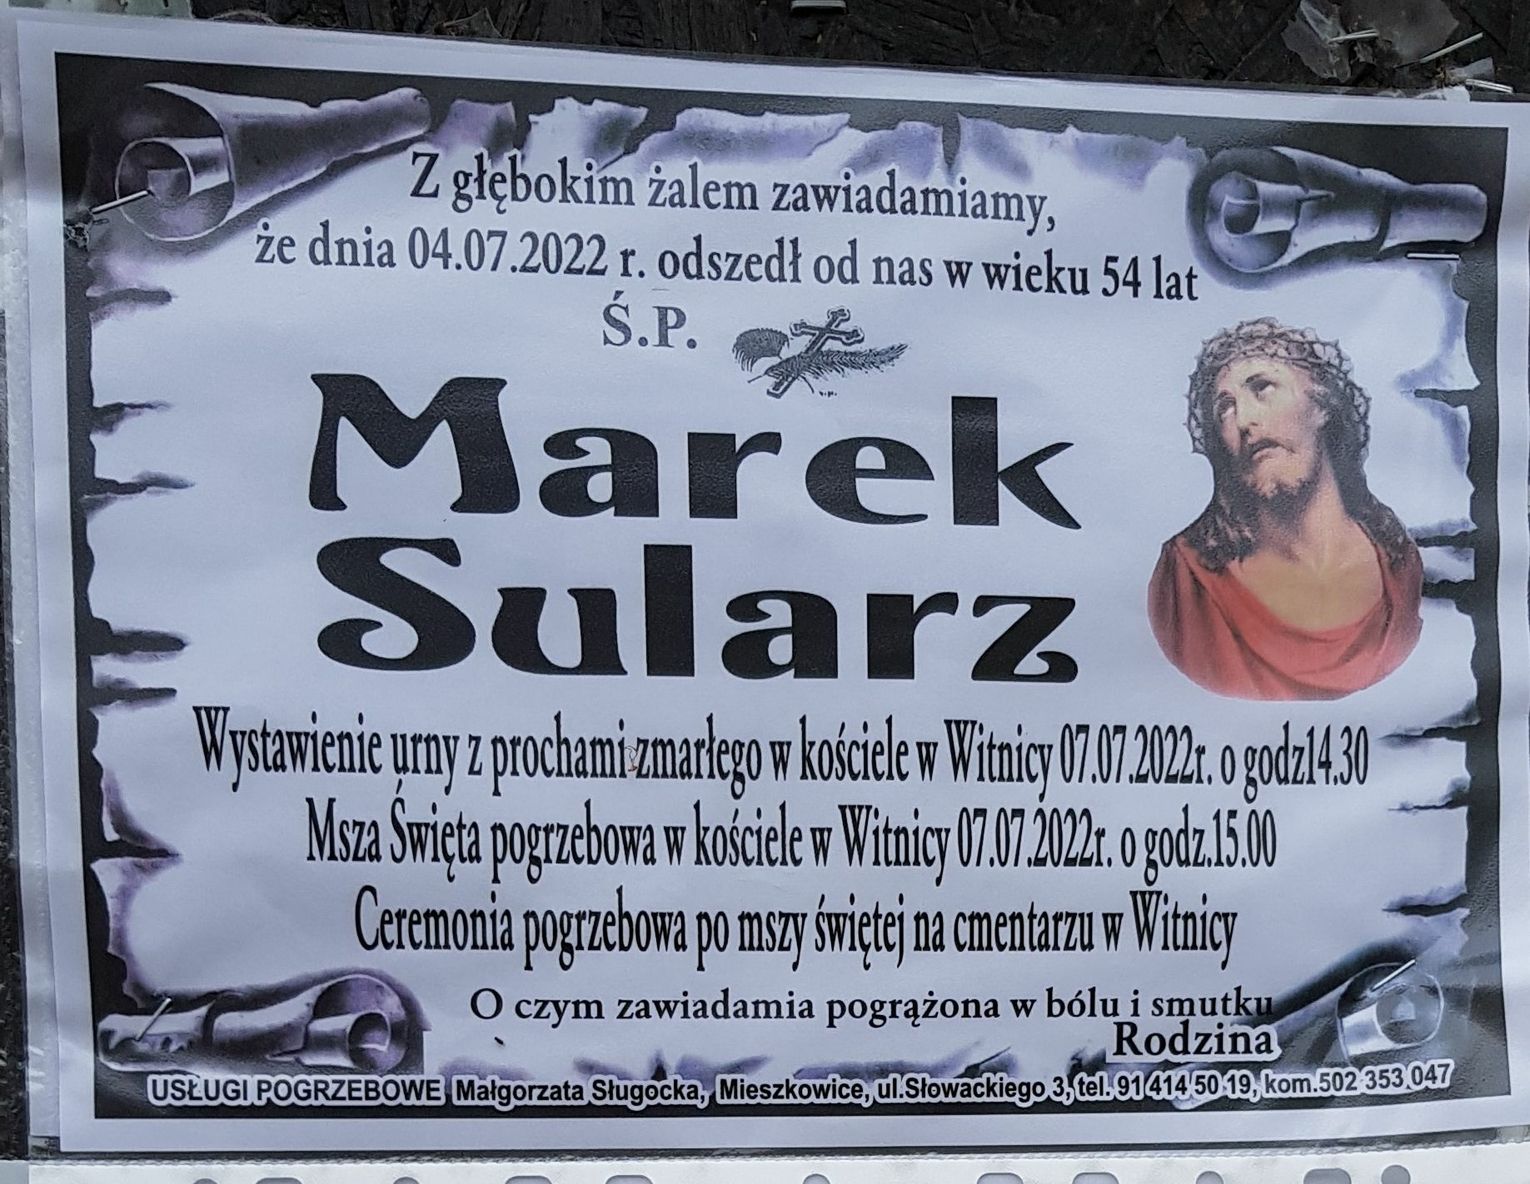 Z głębokim żalem zawiadamiamy,
że dnia 04.07.2022 r. odszedł od nas w wieku 54 lat
Ś.P.
Marek
Sularz
Wystawienie urny z prochami zmarłego w kościele w Witnicy 07.07.2022r. o godz14.30
Msza Święta pogrzebowa w kościele w Witnicy 07.07.2022r. o godz.15.00
Ceremonia pogrzebowa po mszy świętej na cmentarzu w Witnicy
O czym zawiadamia pogrążona w bólu i smutku
Rodzina
USŁUGI POGRZEBOWE Małgorzata Sługocka, Mieszkowice, ul.Słowackiego 3, tel. 91 414 50 19, kom.502 353 047